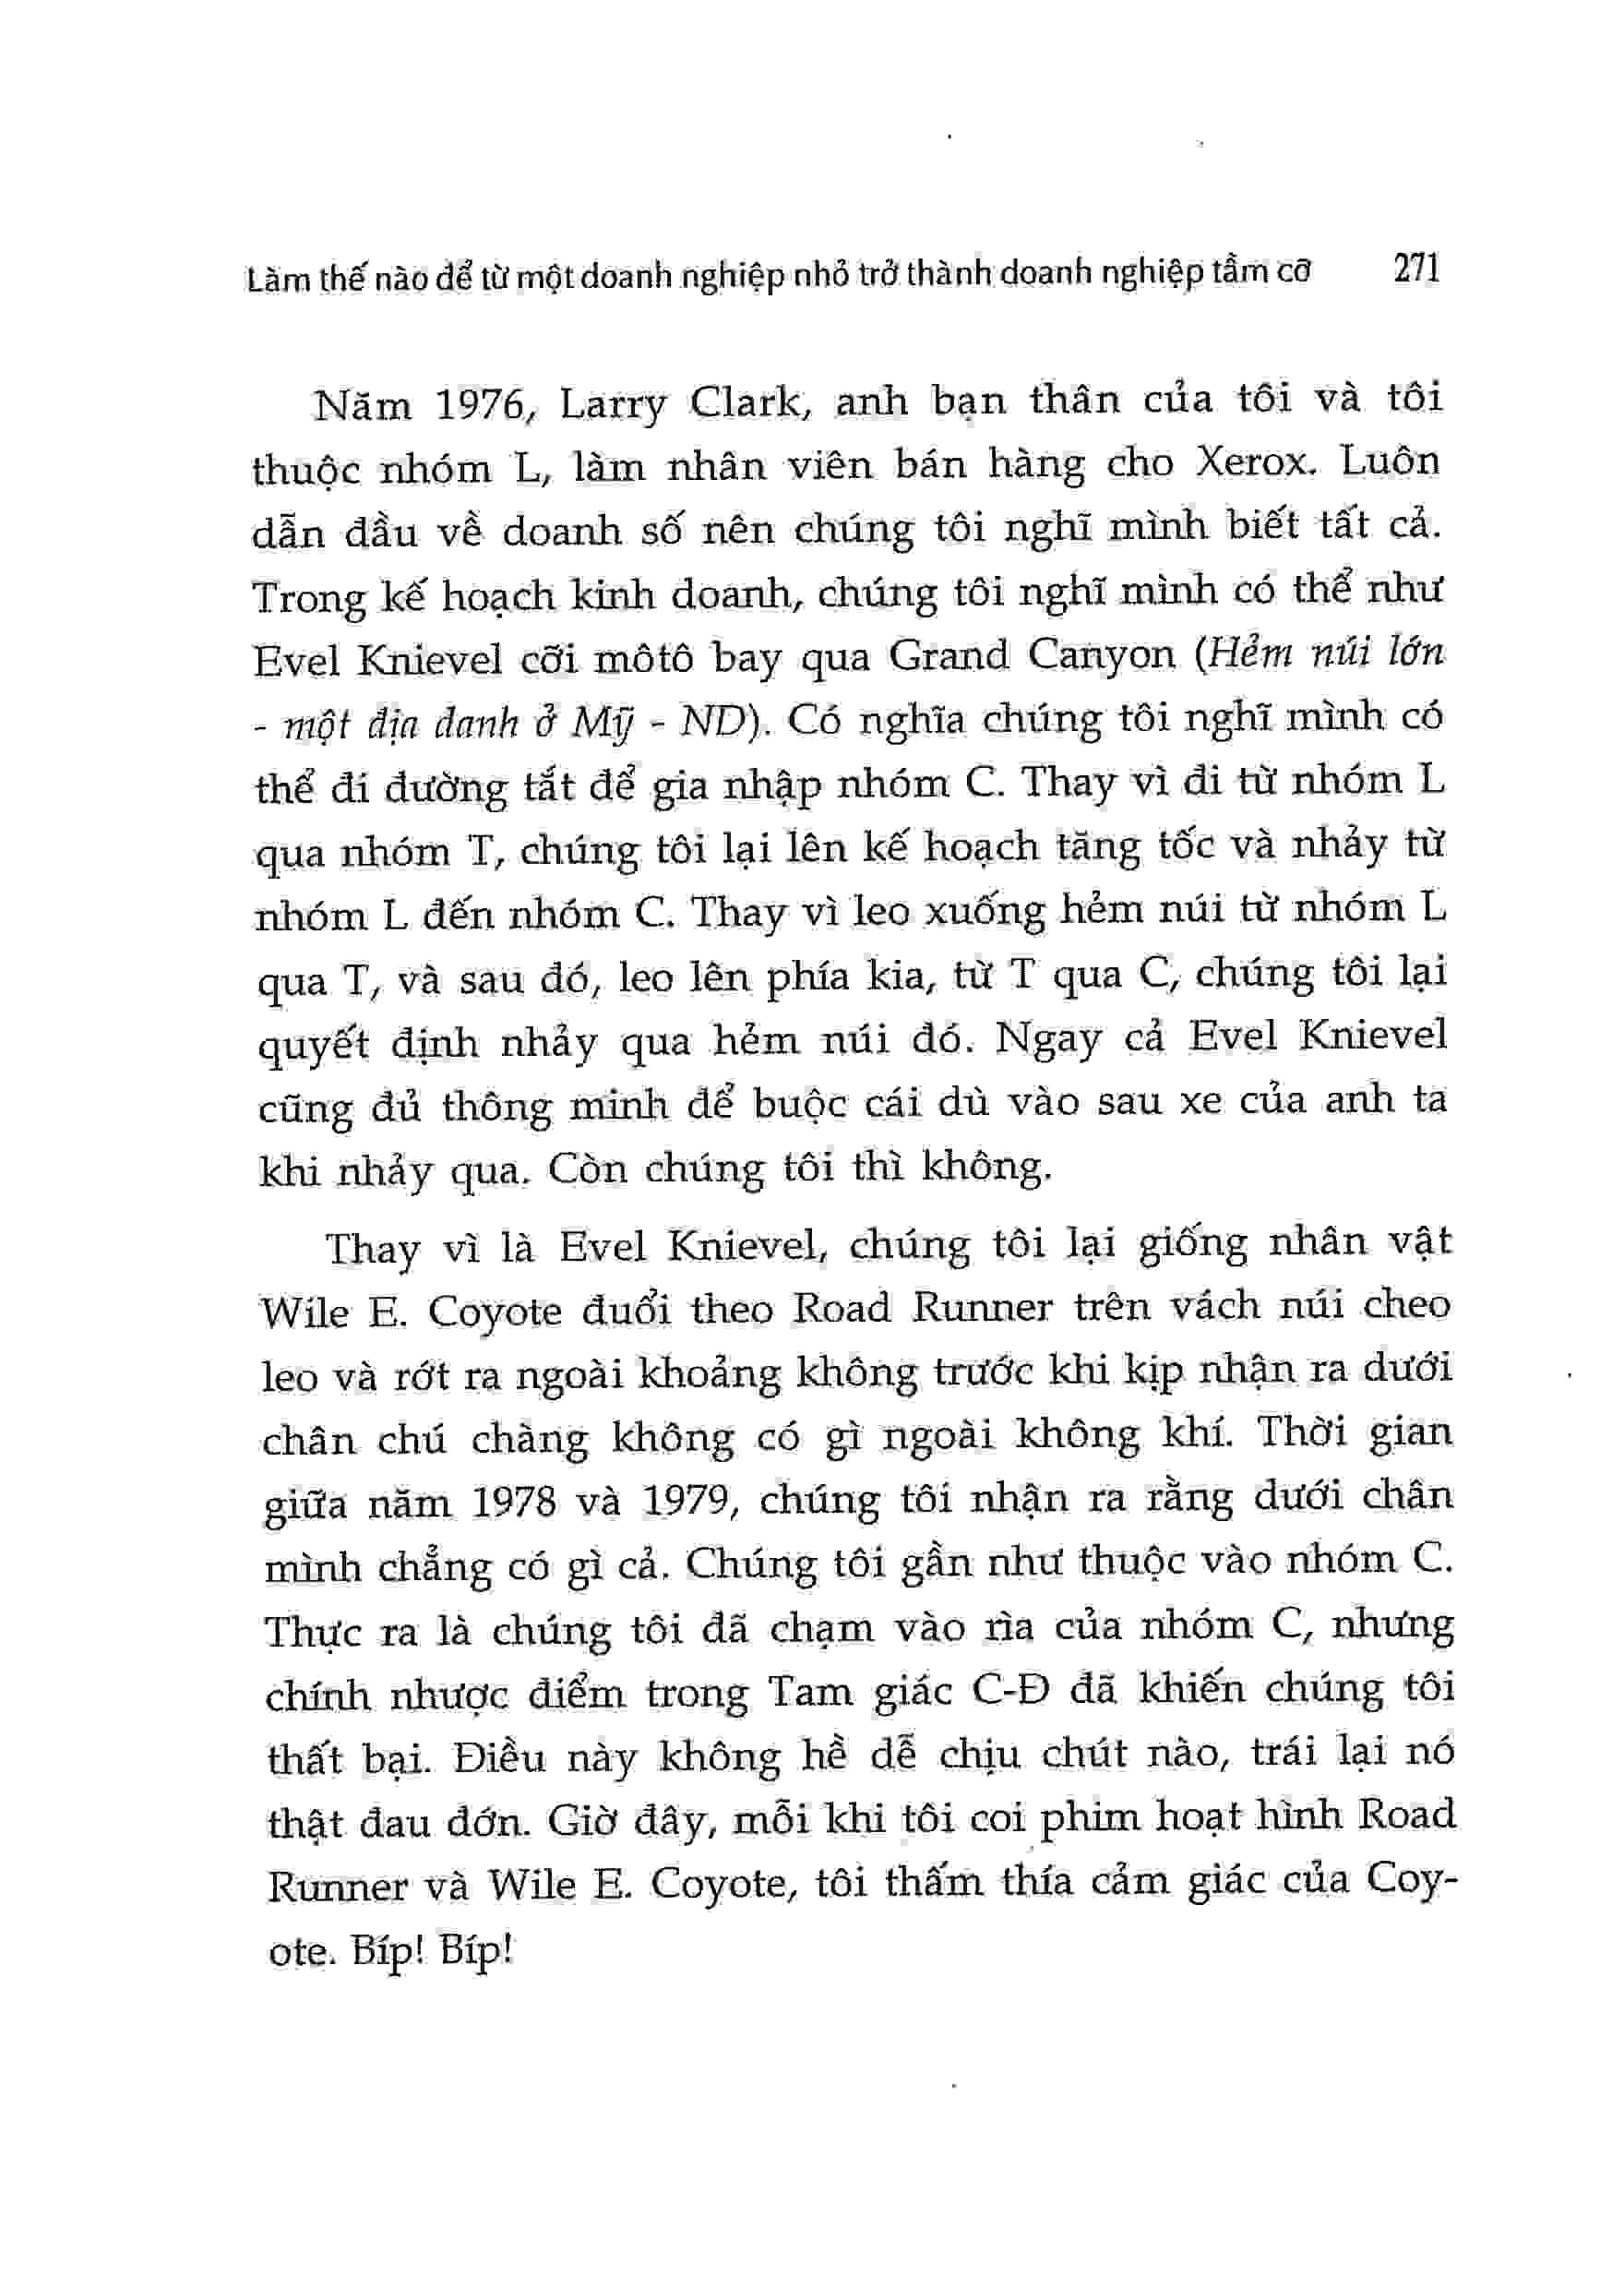 Làm thế nào để từ một doanh nghiệp nhỏ trở thành doanh nghiệp tầm cỡ 271
Năm 1976, Larry Clark, anh bạn thân của tôi và tôi
thuộc nhóm L, làm nhân viên bán hàng cho Xerox. Luôn
dẫn đầu về doanh số nên chúng tôi nghĩ mình biết tất cả.
Trong kế hoạch kinh doanh, chúng tôi nghĩ mình có thể như
Evel Knievel cỡi môtô bay qua Grand Canyon (Hẻm núi lớn
- một địa danh ở Mỹ - ND). Có nghĩa chúng tôi nghĩ mình có
thể đi đường tắt để gia nhập nhóm C. Thay vì đi từ nhóm L
qua nhóm T, chúng tôi lại lên kế hoạch tăng tốc và nhảy từ
nhóm L đến nhóm C. Thay vì leo xuống hẻm núi từ nhóm L
qua T, và sau đó, leo lên phía kia, từ T qua C, chúng tôi lại
quyết định nhảy qua hẻm núi đó. Ngay cả Evel Knievel
cũng đủ thông minh để buộc cái dù vào sau xe của anh ta
khi nhảy qua. Còn chúng tôi thì không.
Thay vì là Evel Knievel, chúng tôi lại giống nhân vật
Wile E. Coyote đuổi theo Road Runner trên vách núi cheo
leo và rớt ra ngoài khoảng không trước khi kịp nhận ra dưới
chân chú chàng không có gì ngoài không khí. Thời gian
giữa năm 1978 và 1979, chúng tôi nhận ra rằng dưới chân
mình chẳng có gì cả. Chúng tôi gần như thuộc vào nhóm C.
Thực ra là chúng tôi đã chạm vào rìa của nhóm C, nhưng
chính nhược điểm trong Tam giác C-Đ đã khiến chúng tôi
thất bại. Điều này không hề dễ chịu chút nào, trái lại nó
thật đau đớn. Giờ đây, mỗi khi tôi coi phim hoạt hình Road
Runner và Wile E. Coyote, tôi thấm thía cảm giác của Coy-
ote. Bíp! Bíp!